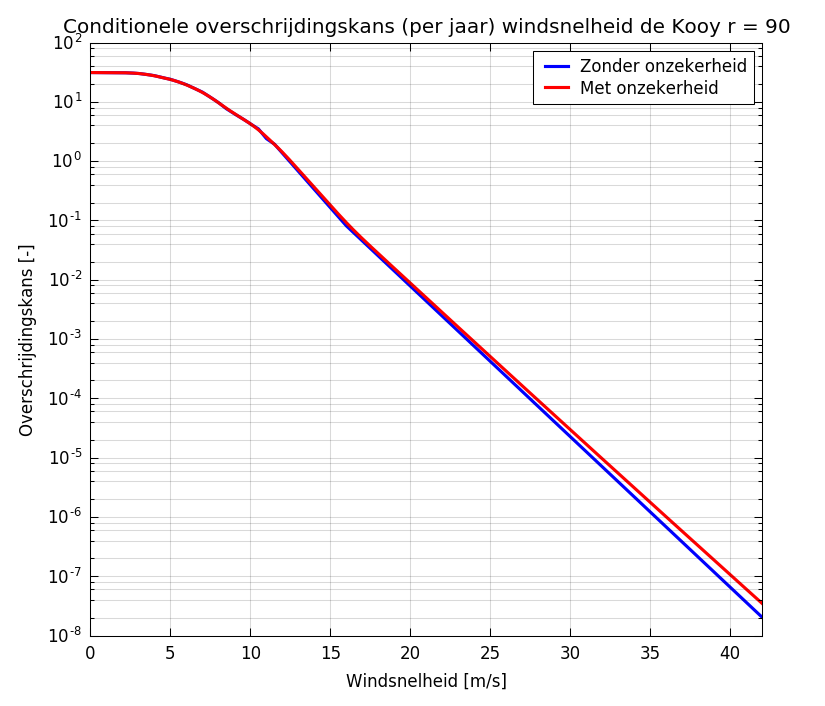 Conditionele overschrijdingskans (per jaar) windsnelheid de Kooy r = 90
Zonder onzekerheid
Met onzekerheid
10^2
10^1
10^0
10^-1
10^-2
10^-3
10^-4
10^-5
10^-6
10^-7
10^-8
Overschrijdingskans [-]
0 5 10 15 20 25 30 35 40
Windsnelheid [m/s]